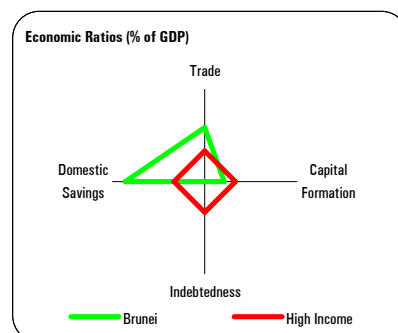 Economic Ratios (% of GDP)
Trade
Domestic
Savings
Capital
Formation
Indebtedness
Brunei
High Income